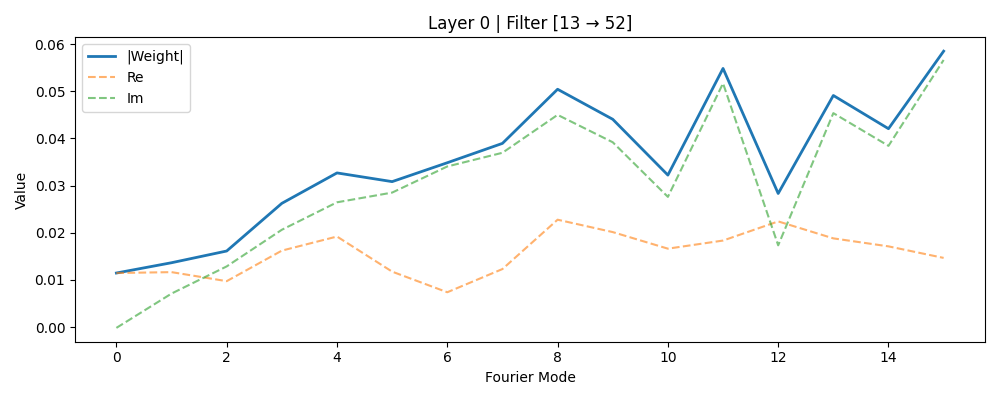 Layer 0 | Filter [13 → 52]
|Weight|
Re
Im
Value
0.06
0.05
0.04
0.03
0.02
0.01
0.00
0 2 4 6 8 10 12 14
Fourier Mode